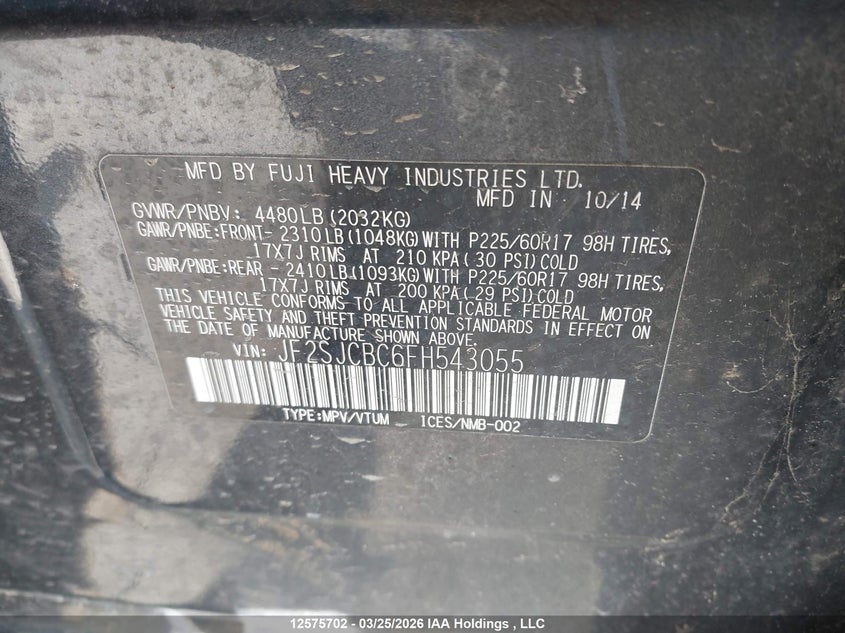 MFD BY FUJI HEAVY INDUSTRIES LTD.
MFD IN 10/14
GVWR/PNBV: 4480LB(2032KG)
GAWR/PNBE:FRONT- 2310LB(1048KG)WITH P225/60R17 98H TIRES,
17X7J RIMS AT 210 KPA( 30 PSI)COLD
GAWR/PNBE:REAR - 2410LB(1093KG)WITH P225/60R17 98H TIRES,
17X7J RIMS AT 200 KPA( 29 PSI)COLD
THIS VEHICLE CONFORMS TO ALL APPLICABLE FEDERAL MOTOR
VEHICLE SAFETY AND THEFT PREVENTION STANDARDS IN EFFECT ON
THE DATE OF MANUFACTURE SHOWN ABOVE.
VIN: JF2SJCBC6FH543055
TYPE:MPV/VTUM ICES/NMB-002
12575702 - 03/25/2026 IAA Holdings , LLC